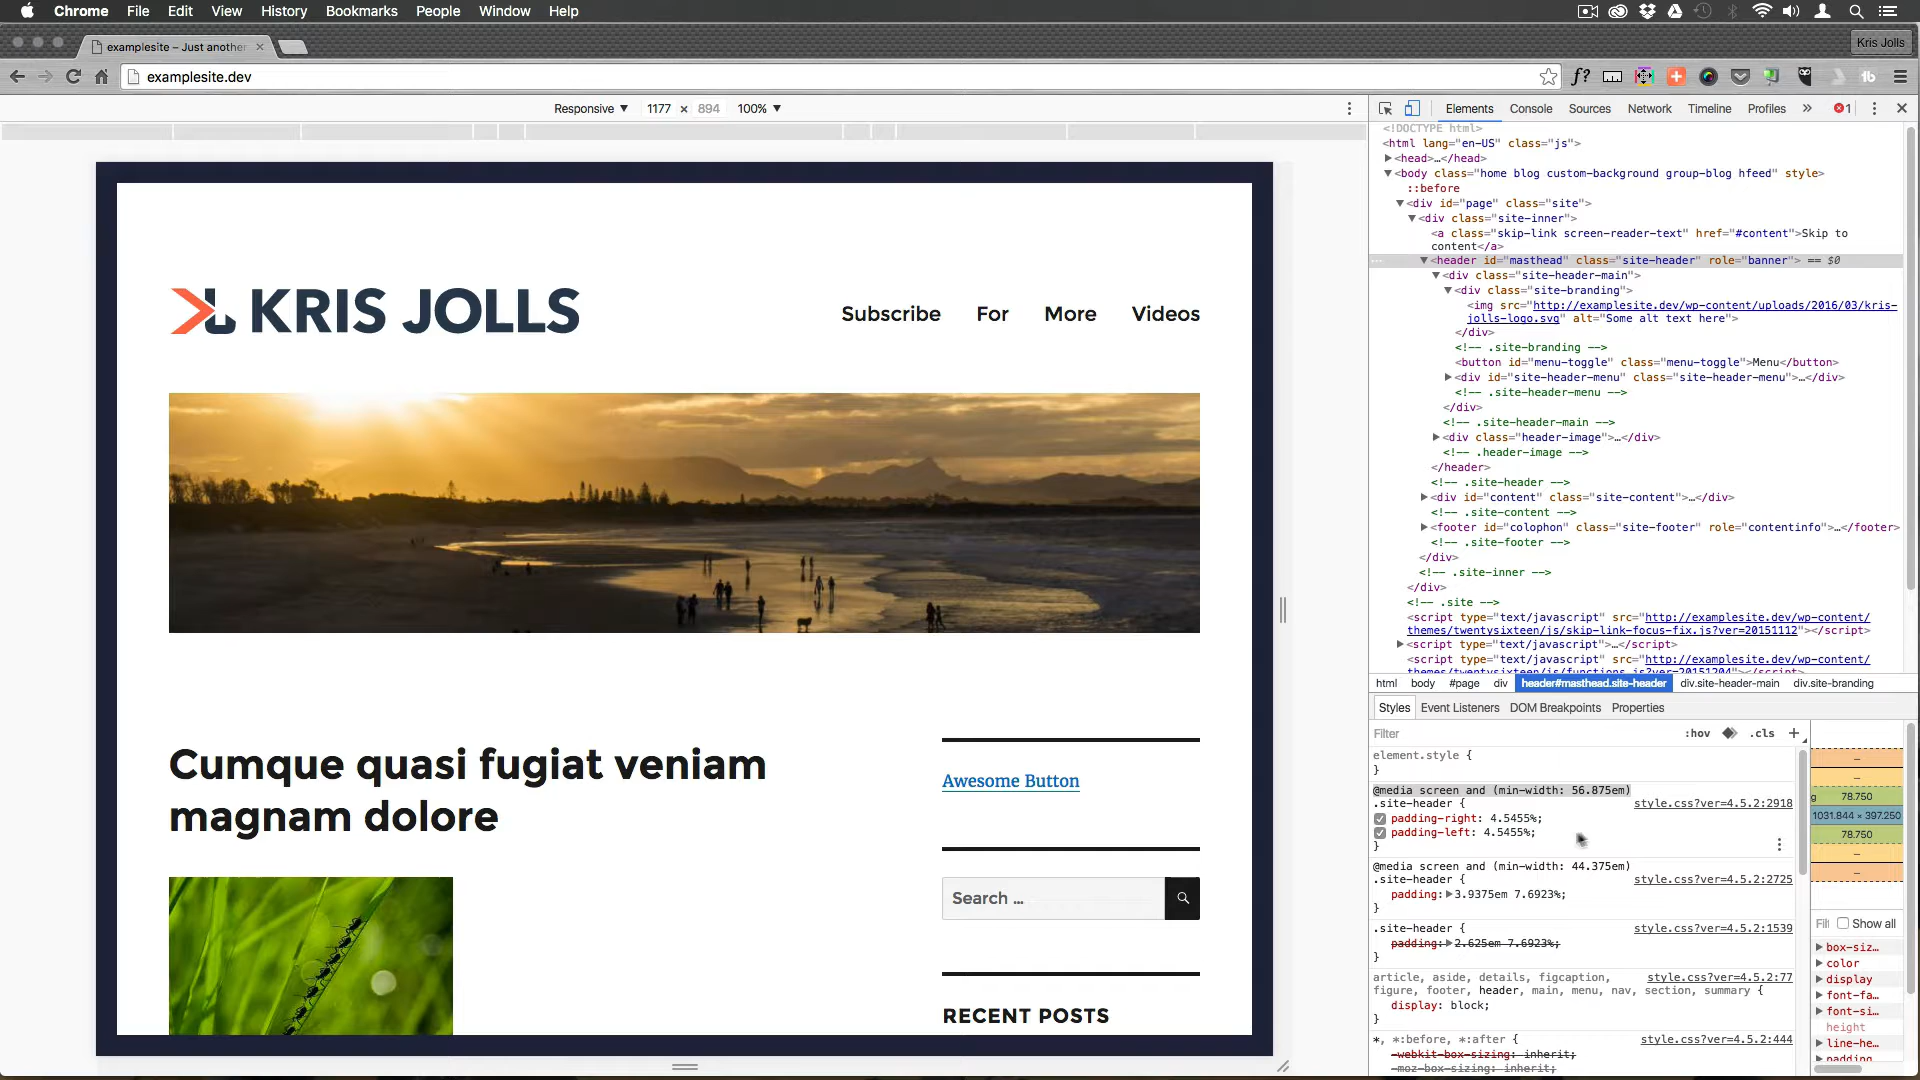 Chrome File Edit View History Bookmarks People Window Help
examplesite – Just another
Kris Jolls
examplesite.dev
f?
Responsive ▼ 1177 × 894 100% ▼
Elements Console Sources Network Timeline Profiles » 1
KRIS JOLLS
Subscribe For More Videos
Cumque quasi fugiat veniam
magnam dolore
Awesome Button
Search ...
RECENT POSTS
<!DOCTYPE html>
<html lang="en-US" class="js">
▶<head>…</head>
▼<body class="home blog custom-background group-blog hfeed" style>
::before
▼<div id="page" class="site">
▼<div class="site-inner">
<a class="skip-link screen-reader-text" href="#content">Skip to
content</a>
▼<header id="masthead" class="site-header" role="banner"> == $0
▼<div class="site-header-main">
▼<div class="site-branding">
<img src="http://examplesite.dev/wp-content/uploads/2016/03/kris-
jolls-logo.svg" alt="Some alt text here">
</div>
<!-- .site-branding -->
<button id="menu-toggle" class="menu-toggle">Menu</button>
▶<div id="site-header-menu" class="site-header-menu">…</div>
<!-- .site-header-menu -->
</div>
<!-- .site-header-main -->
▶<div class="header-image">…</div>
<!-- .header-image -->
</header>
<!-- .site-header -->
▶<div id="content" class="site-content">…</div>
<!-- .site-content -->
▶<footer id="colophon" class="site-footer" role="contentinfo">…</footer>
<!-- .site-footer -->
</div>
<!-- .site-inner -->
</div>
<!-- .site -->
<script type="text/javascript" src="http://examplesite.dev/wp-content/
themes/twentysixteen/js/skip-link-focus-fix.js?ver=20151112"></script>
▶<script type="text/javascript">…</script>
<script type="text/javascript" src="http://examplesite.dev/wp-content/
themes/twentysixteen/js/functions.js?ver=20151204"></script>
html body #page div header#masthead.site-header div.site-header-main div.site-branding
Styles Event Listeners DOM Breakpoints Properties
Filter :hov .cls +
element.style {
}
@media screen and (min-width: 56.875em)
.site-header { style.css?ver=4.5.2:2918
padding-right: 4.5455%;
padding-left: 4.5455%;
}
@media screen and (min-width: 44.375em)
.site-header { style.css?ver=4.5.2:2725
padding:▶3.9375em 7.6923%;
}
.site-header { style.css?ver=4.5.2:1539
padding:▶2.625em 7.6923%;
}
article, aside, details, figcaption, style.css?ver=4.5.2:77
figure, footer, header, main, menu, nav, section, summary {
display: block;
}
*, *:before, *:after { style.css?ver=4.5.2:444
-webkit-box-sizing: inherit;
-moz-box-sizing: inherit;
–
–
g 78.750
1031.844 × 397.250
78.750
–
–
Fil Show all
▶ box-siz…
▶ color
▶ display
▶ font-fa…
▶ font-si…
height
▶ line-he…
▶ padding